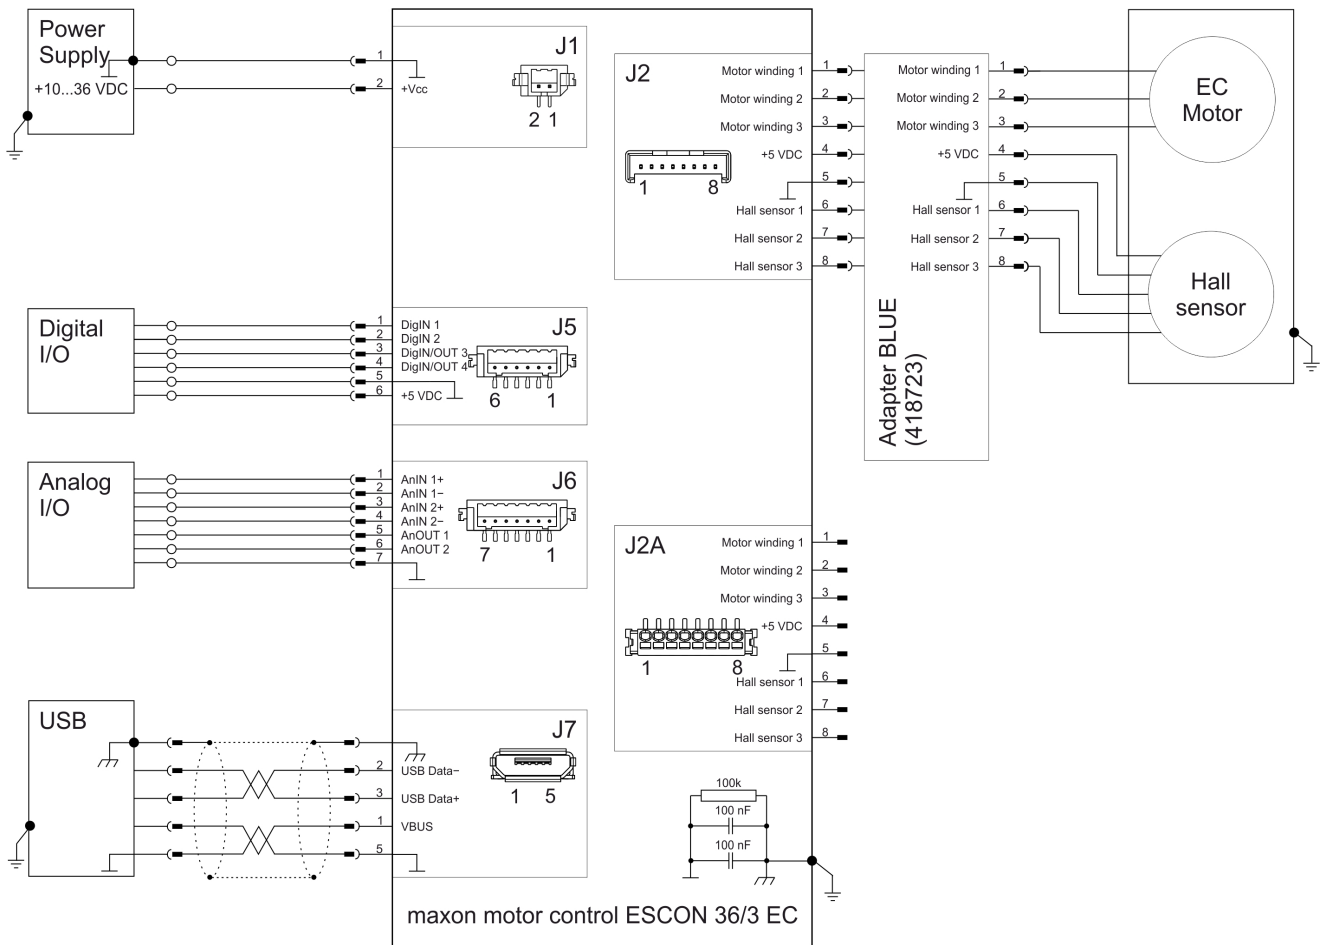 Power
Supply
+10...36 VDC
1
2
+Vcc
J1
2 1
Digital
I/O
1
2
3
4
5
6
DigIN 1
DigIN 2
DigIN/OUT 3
DigIN/OUT 4
+5 VDC
J5
6 1
Analog
I/O
1
2
3
4
5
6
7
AnIN 1+
AnIN 1−
AnIN 2+
AnIN 2−
AnOUT 1
AnOUT 2
J6
7 1
USB
2
3
1
5
USB Data−
USB Data+
VBUS
J7
1 5
J2
1 8
Motor winding 1 1
Motor winding 2 2
Motor winding 3 3
+5 VDC 4
5
Hall sensor 1 6
Hall sensor 2 7
Hall sensor 3 8
Motor winding 1 1
Motor winding 2 2
Motor winding 3 3
+5 VDC 4
5
Hall sensor 1 6
Hall sensor 2 7
Hall sensor 3 8
Adapter BLUE
(418723)
EC
Motor
Hall
sensor
J2A
1 8
Motor winding 1 1
Motor winding 2 2
Motor winding 3 3
+5 VDC 4
5
Hall sensor 1 6
Hall sensor 2 7
Hall sensor 3 8
100k
100 nF
100 nF
maxon motor control ESCON 36/3 EC